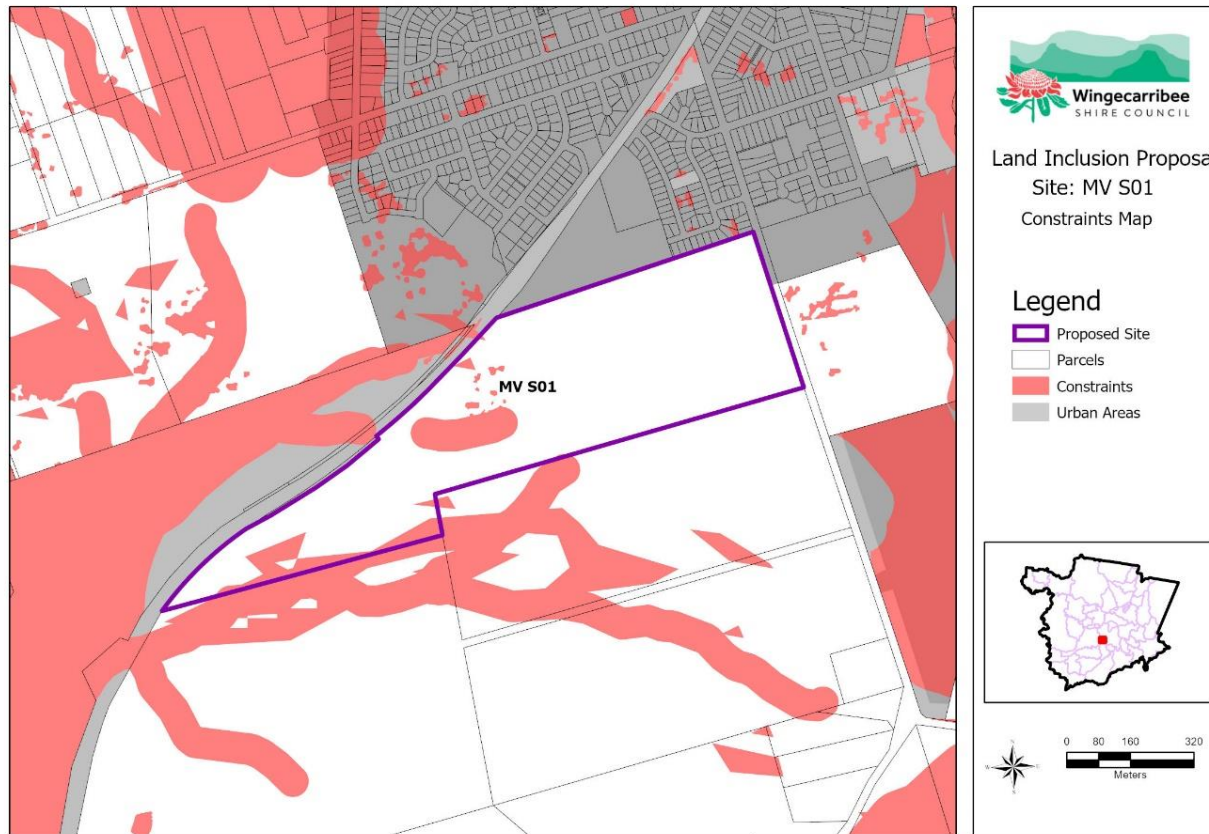 MV S01
Wingecarribee
SHIRE COUNCIL
Land Inclusion Proposa
Site: MV S01
Constraints Map
Legend
Proposed Site
Parcels
Constraints
Urban Areas
N
W E
S
0 80 160 320
Meters